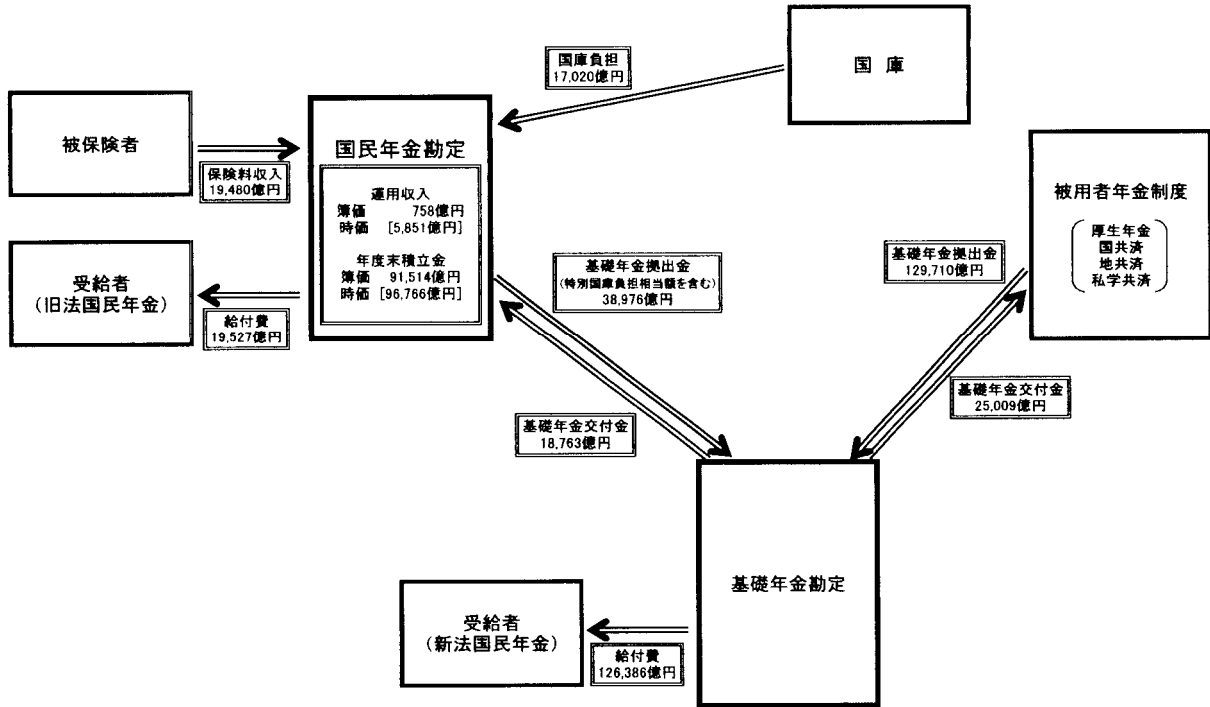 国庫負担
17,020億円
国 庫
被保険者
保険料収入
19,480億円
国民年金勘定
運用収入
簿価 758億円
時価 [5,851億円]
年度末積立金
簿価 91,514億円
時価 [96,766億円]
被用者年金制度
厚生年金
国共済
地共済
私学共済
受給者
(旧法国民年金)
給付費
19,527億円
基礎年金拠出金
(特別国庫負担相当額を含む)
38,976億円
基礎年金拠出金
129,710億円
基礎年金交付金
18,763億円
基礎年金交付金
25,009億円
基礎年金勘定
受給者
(新法国民年金)
給付費
126,386億円